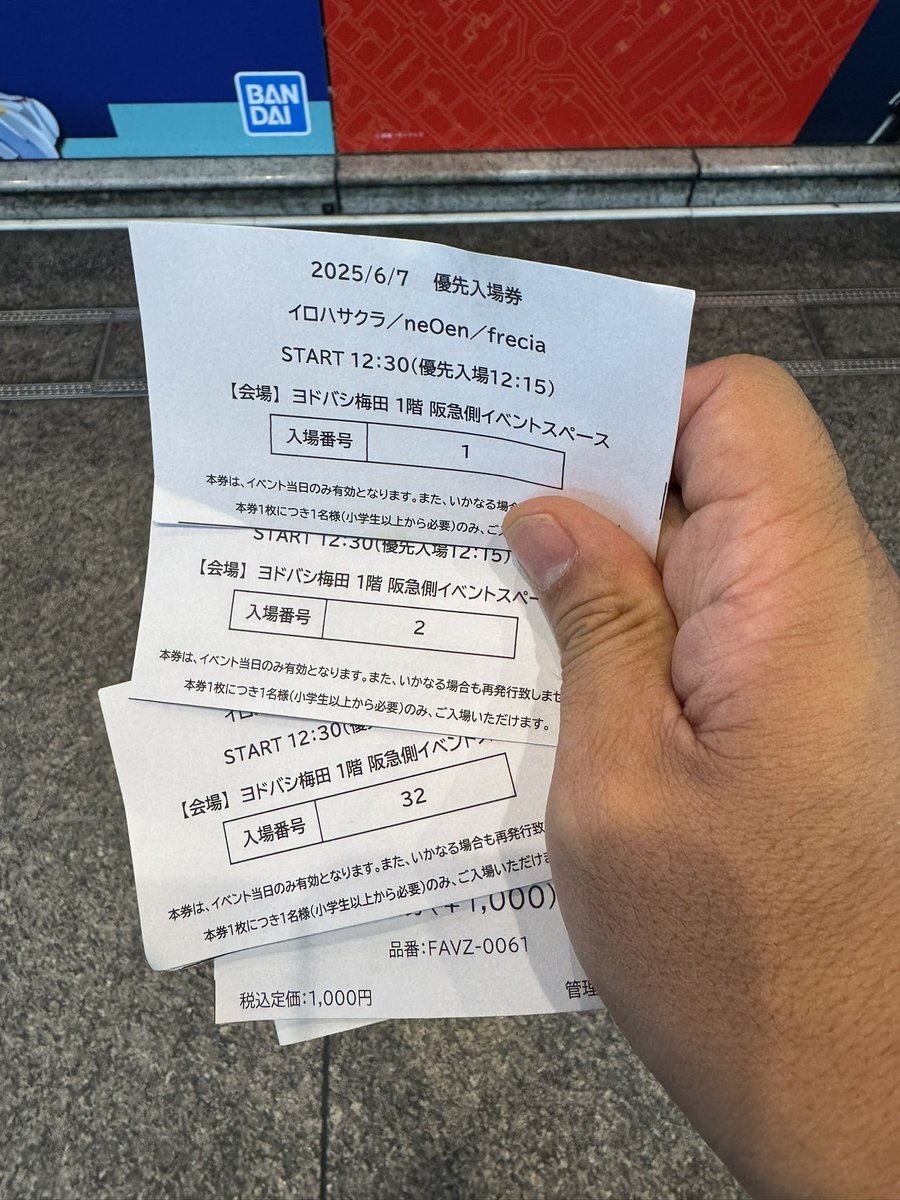 BAN
DAI
2025/6/7 優先入場券
イロハサクラ/neOen/frecia
START 12:30(優先入場12:15)
【会場】ヨドバシ梅田 1階 阪急側イベントスペース
入場番号 1
本券は、イベント当日のみ有効となります。また、いかなる場合
本券1枚につき1名様(小学生以上から必要)のみ、ご入
START 12:30(優先入場12:15)
【会場】ヨドバシ梅田 1階 阪急側イベントスペー
入場番号 2
本券は、イベント当日のみ有効となります。また、いかなる場合も再発行致しませ
本券1枚につき1名様(小学生以上から必要)のみ、ご入場いただけます。
START 12:30(優
【会場】ヨドバシ梅田 1階 阪急側イベント
入場番号 32
本券は、イベント当日のみ有効となります。また、いかなる場合も再発行致
本券1枚につき1名様(小学生以上から必要)のみ、ご入場いただけま
(¥1,000)
品番:FAVZ-0061
税込定価:1,000円 管理